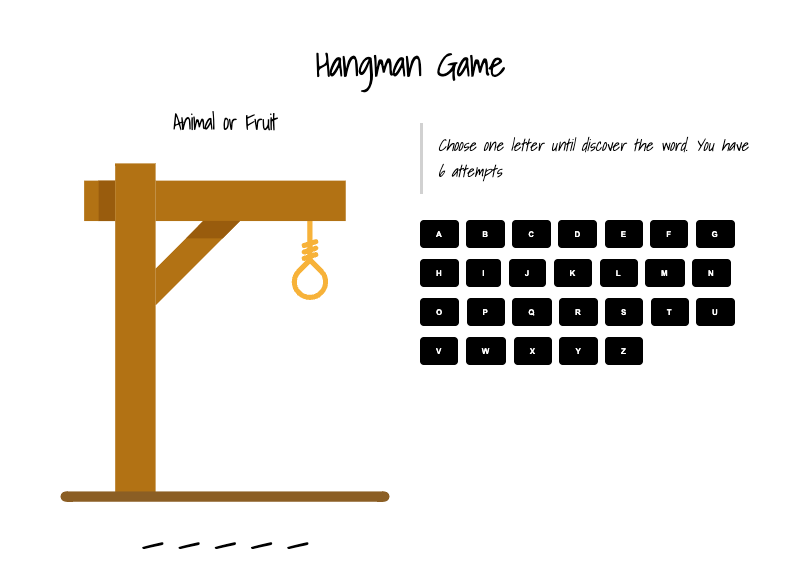 Hangman Game
Animal or Fruit
Choose one letter until discover the word. You have
6 attempts
A B C D E F G
H I J K L M N
O P Q R S T U
V W X Y Z
_ _ _ _ _